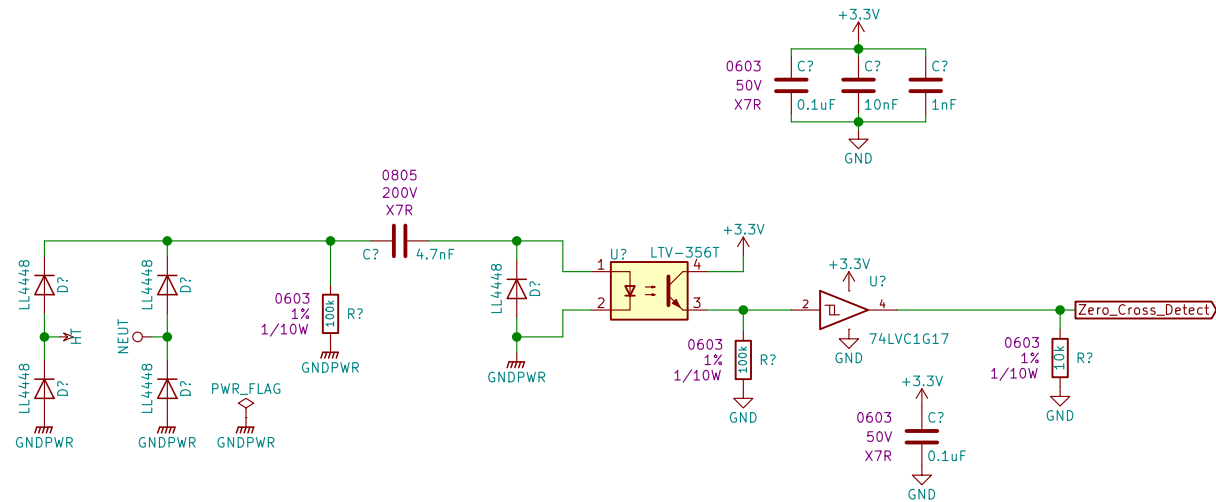 +3.3V
0603
50V
X7R
C?
0.1uF
C?
10nF
C?
1nF
GND
0805
200V
X7R
C?
4.7nF
LL4448
D?
LL4448
D?
HT
NEUT
LL4448
D?
LL4448
D?
GNDPWR
GNDPWR
PWR_FLAG
GNDPWR
0603
1%
1/10W
100k
R?
GNDPWR
LL4448
D?
GNDPWR
U?
LTV-356T
1
2
4
3
+3.3V
0603
1%
1/10W
100k
R?
GND
+3.3V
U?
2
4
GND
74LVC1G17
Zero_Cross_Detect
0603
1%
1/10W
10k
R?
GND
+3.3V
0603
50V
X7R
C?
0.1uF
GND